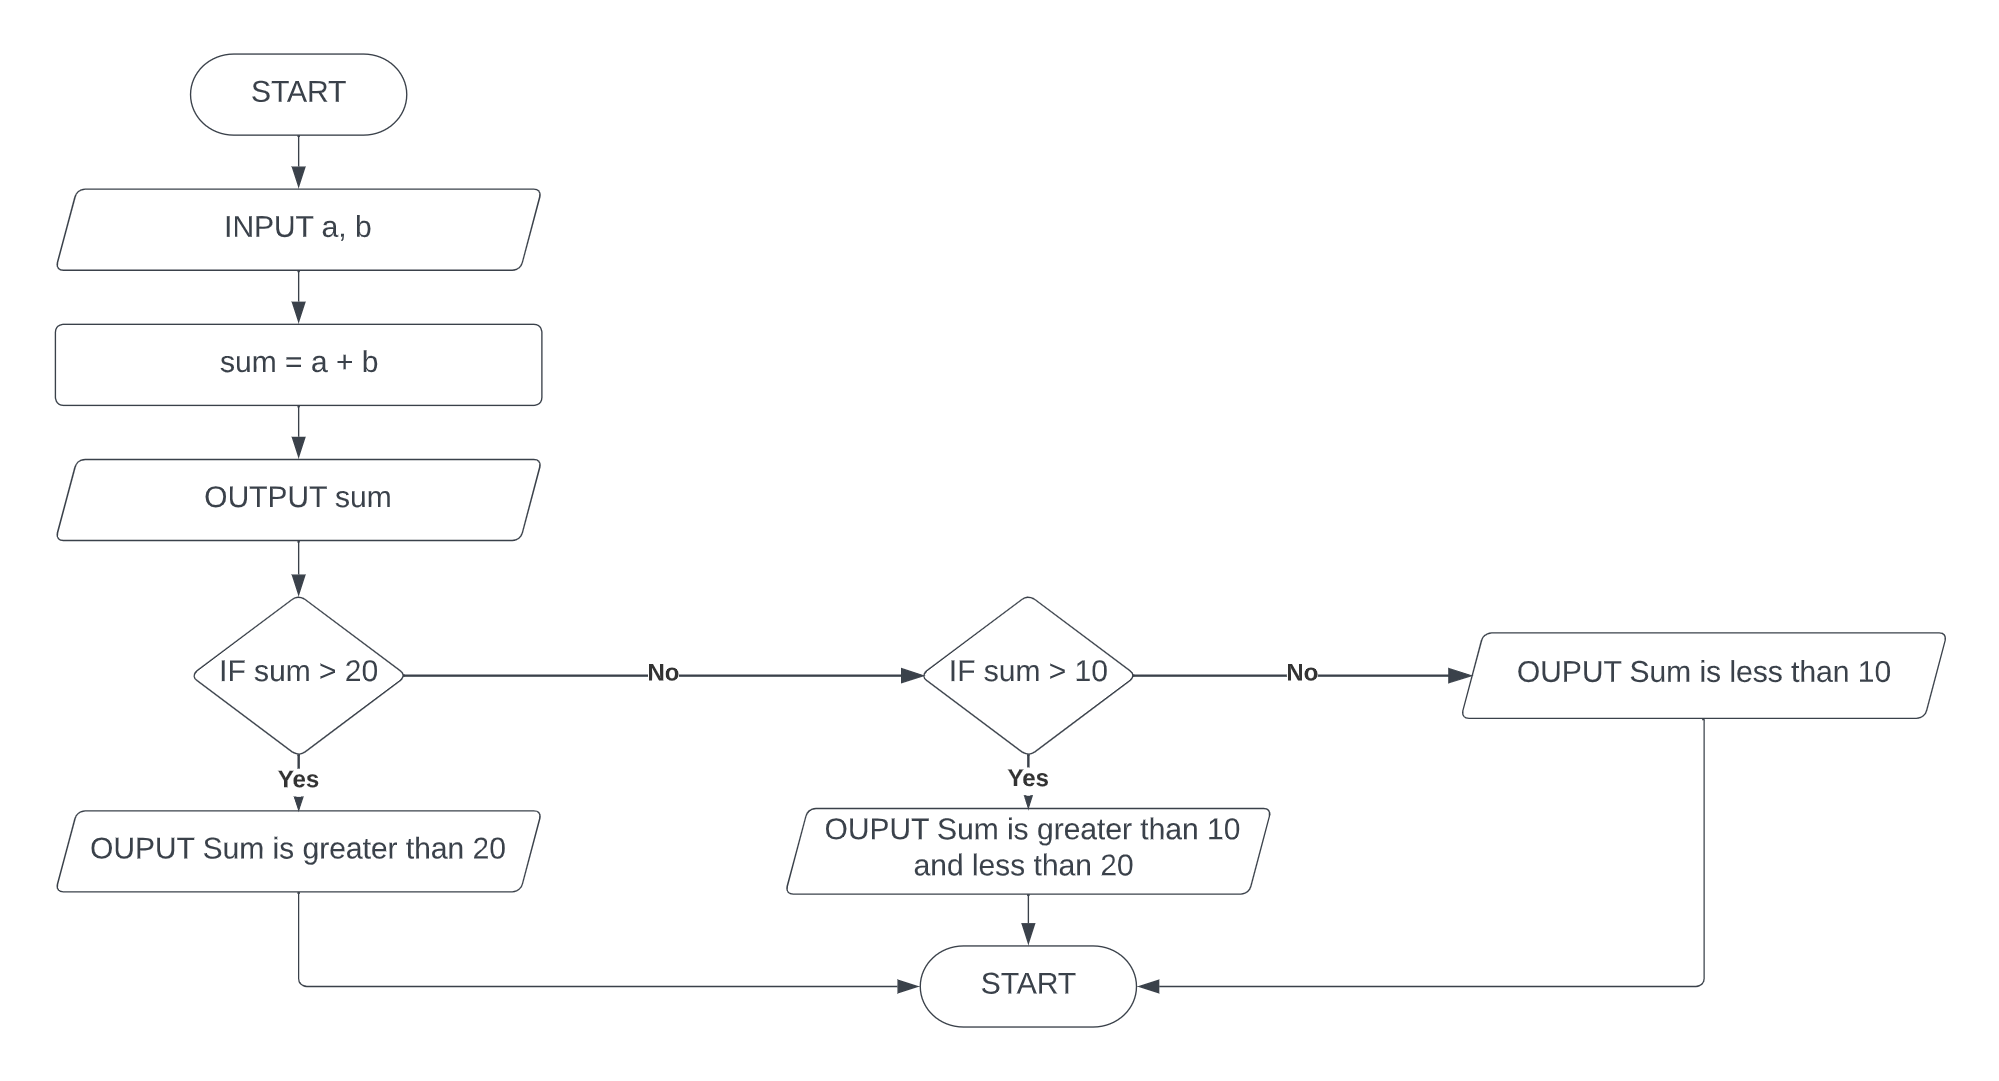 START
INPUT a, b
sum = a + b
OUTPUT sum
IF sum > 20
No
IF sum > 10
No
OUPUT Sum is less than 10
Yes
Yes
OUPUT Sum is greater than 20
OUPUT Sum is greater than 10
and less than 20
START